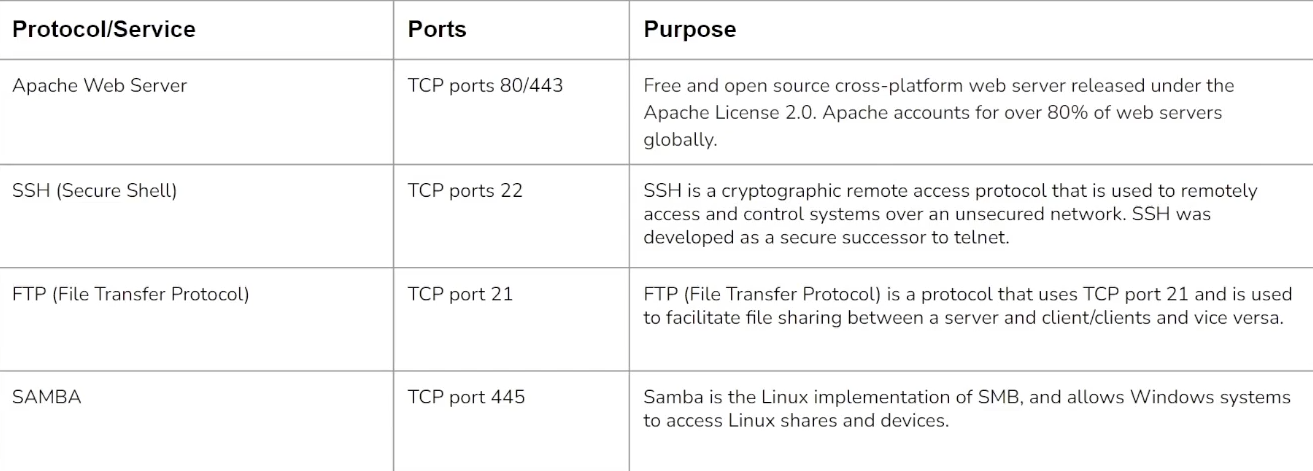 Protocol/Service Ports Purpose
Apache Web Server TCP ports 80/443 Free and open source cross-platform web server released under the
Apache License 2.0. Apache accounts for over 80% of web servers
globally.
SSH (Secure Shell) TCP ports 22 SSH is a cryptographic remote access protocol that is used to remotely
access and control systems over an unsecured network. SSH was
developed as a secure successor to telnet.
FTP (File Transfer Protocol) TCP port 21 FTP (File Transfer Protocol) is a protocol that uses TCP port 21 and is used
to facilitate file sharing between a server and client/clients and vice versa.
SAMBA TCP port 445 Samba is the Linux implementation of SMB, and allows Windows systems
to access Linux shares and devices.